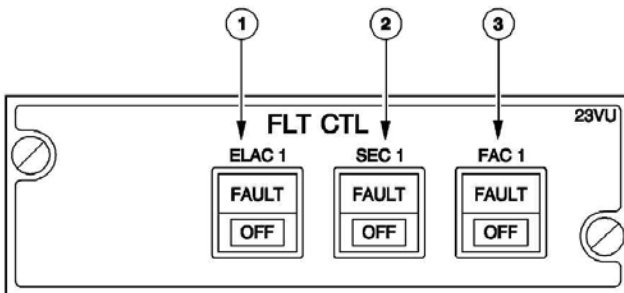 1 2 3
FLT CTL 23VU
ELAC 1 SEC 1 FAC 1
FAULT FAULT FAULT
OFF OFF OFF